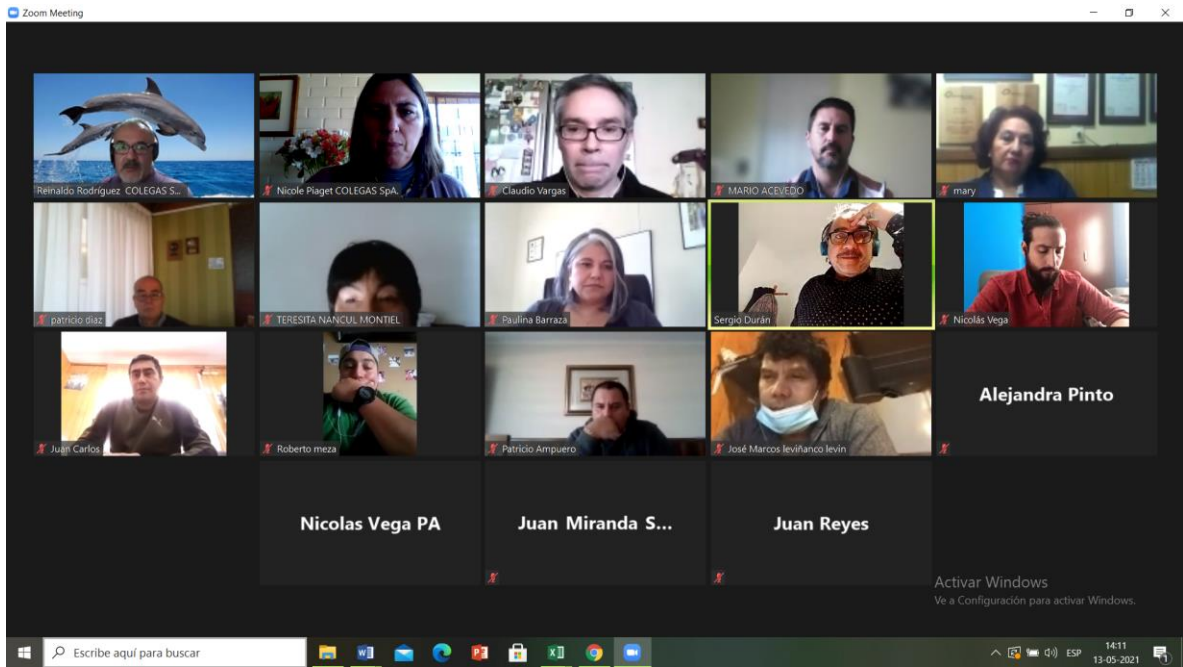 Zoom Meeting
Reinaldo Rodríguez COLEGAS S...
Nicole Piaget COLEGAS SpA.
Claudio Vargas
MARIO ACEVEDO
mary
patricio diaz
TERESITA NANCUL MONTIEL
Paulina Barraza
Sergio Durán
Nicolás Vega
Juan Carlos
Roberto meza
Patricio Ampuero
José Marcos leviñanco levin
Alejandra Pinto
Nicolas Vega PA
Juan Miranda S...
Juan Reyes
Activar Windows
Ve a Configuración para activar Windows.
Escribe aquí para buscar
ESP
14:11
13-05-2021
1